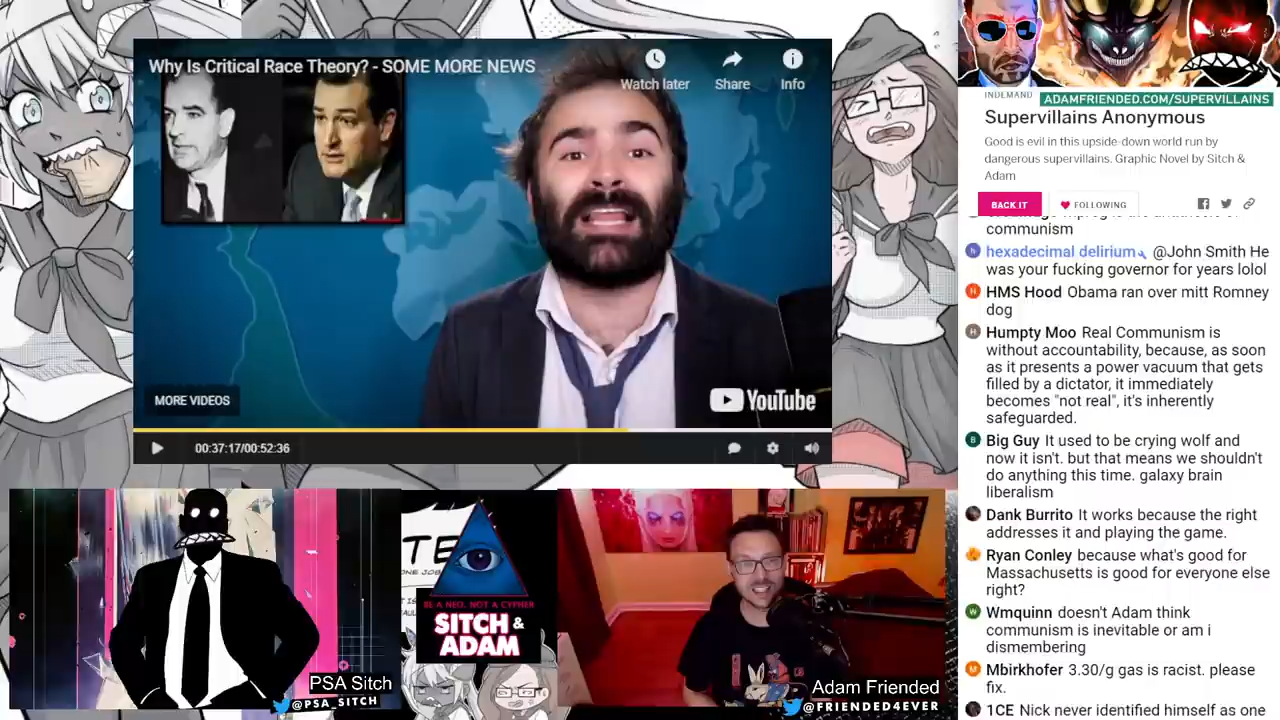 Why Is Critical Race Theory? - SOME MORE NEWS
Watch later
Share
Info
MORE VIDEOS
YouTube
00:37:17/00:52:36
INDEMAND
ADAMFRIENDED.COM/SUPERVILLAINS
Supervillains Anonymous
Good is evil in this upside-down world run by
dangerous supervillains. Graphic Novel by Sitch &
Adam
BACK IT
FOLLOWING
communism
hexadecimal delirium @John Smith He
was your fucking governor for years lolol
HMS Hood Obama ran over mitt Romney
dog
Humpty Moo Real Communism is
without accountability, because, as soon
as it presents a power vacuum that gets
filled by a dictator, it immediately
becomes "not real", it's inherently
safeguarded.
Big Guy It used to be crying wolf and
now it isn't. but that means we shouldn't
do anything this time. galaxy brain
liberalism
Dank Burrito It works because the right
addresses it and playing the game.
Ryan Conley because what's good for
Massachusetts is good for everyone else
right?
Wmquinn doesn't Adam think
communism is inevitable or am i
dismembering
Mbirkhofer 3.30/g gas is racist. please
fix.
1CE Nick never identified himself as one
BE A NEO, NOT A CYPHER
SITCH &
ADAM
PSA Sitch
@PSA_SITCH
Adam Friended
@FRIENDED4EVER